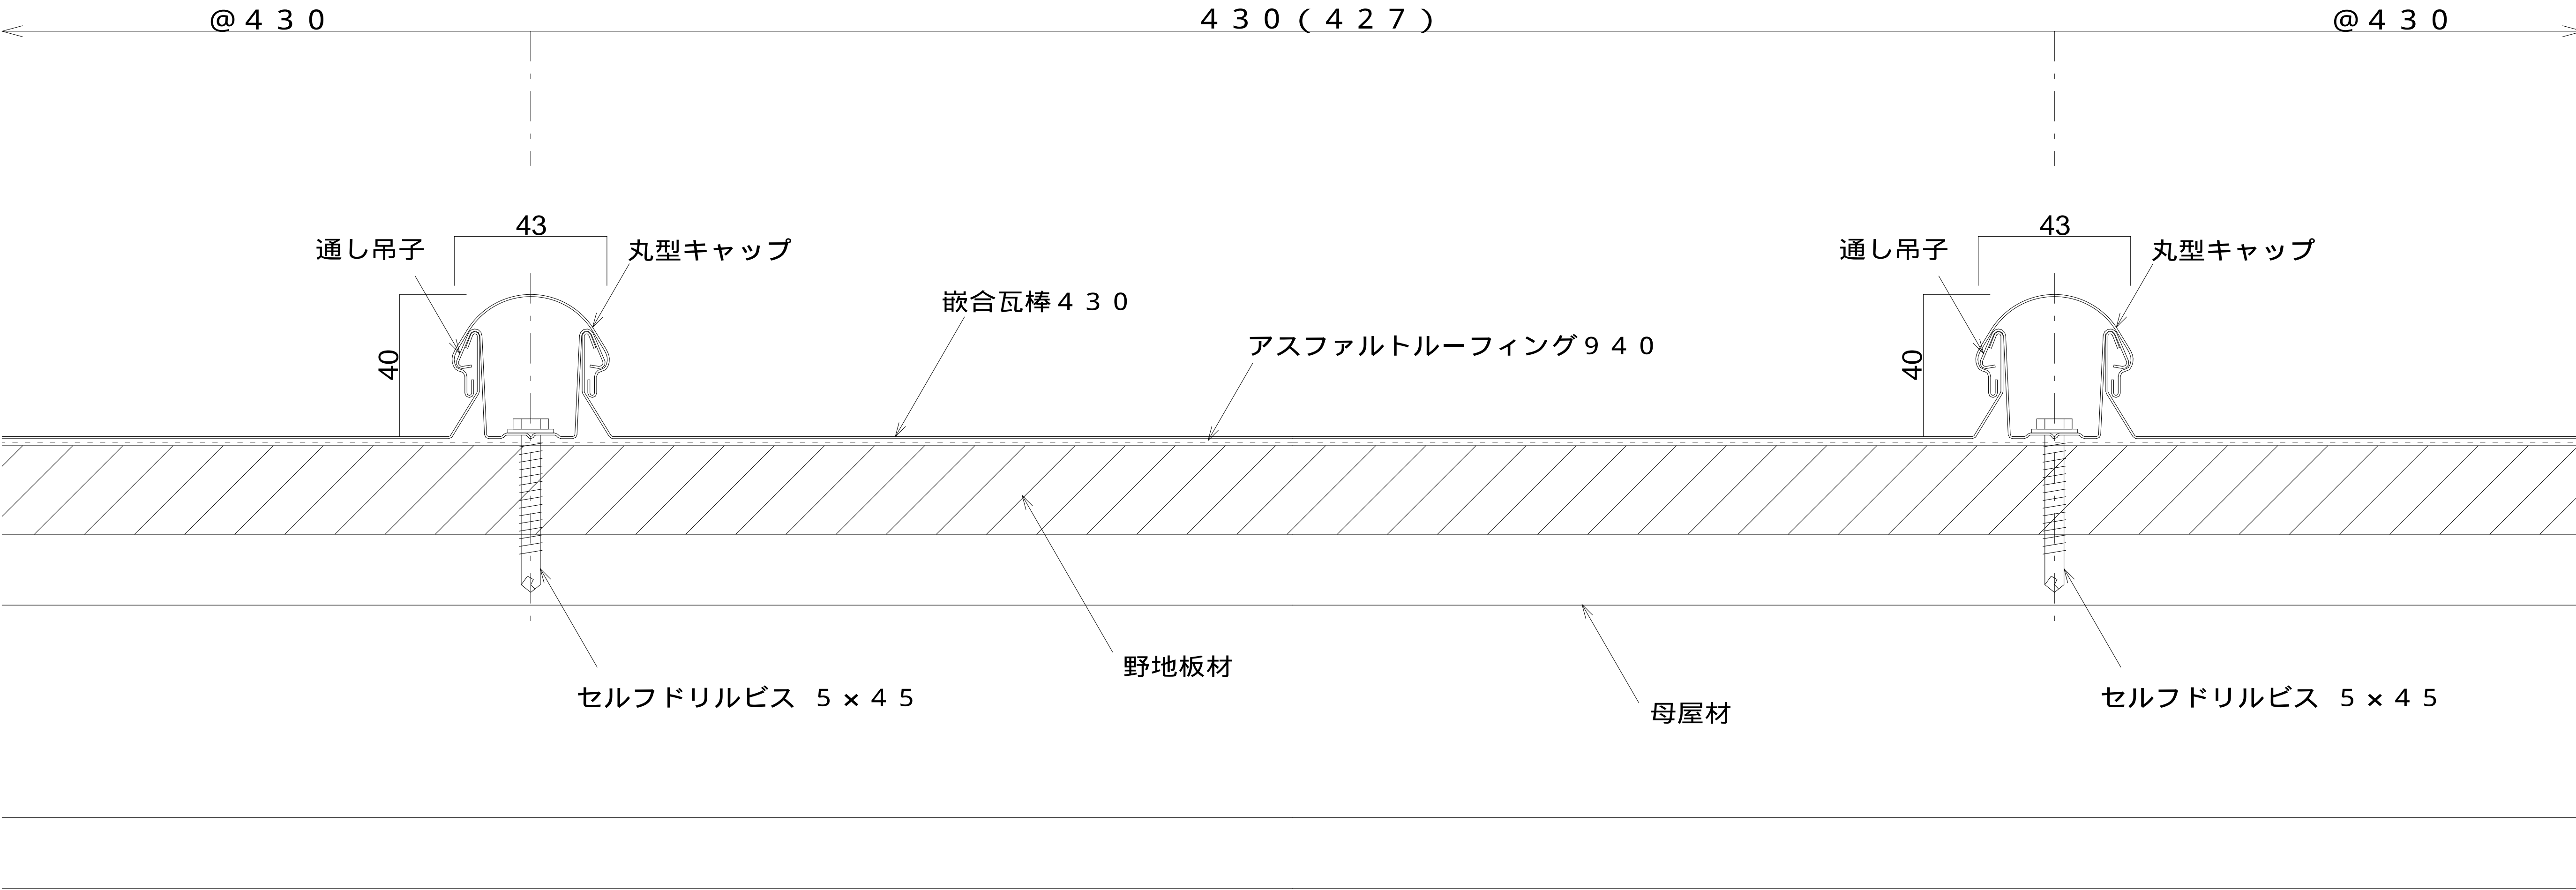 ＠４３０
４３０（４２７）
＠４３０
43
43
通し吊子
丸型キャップ
通し吊子
丸型キャップ
嵌合瓦棒４３０
アスファルトルーフィング９４０
40
40
野地板材
セルフドリルビス ５×４５
母屋材
セルフドリルビス ５×４５